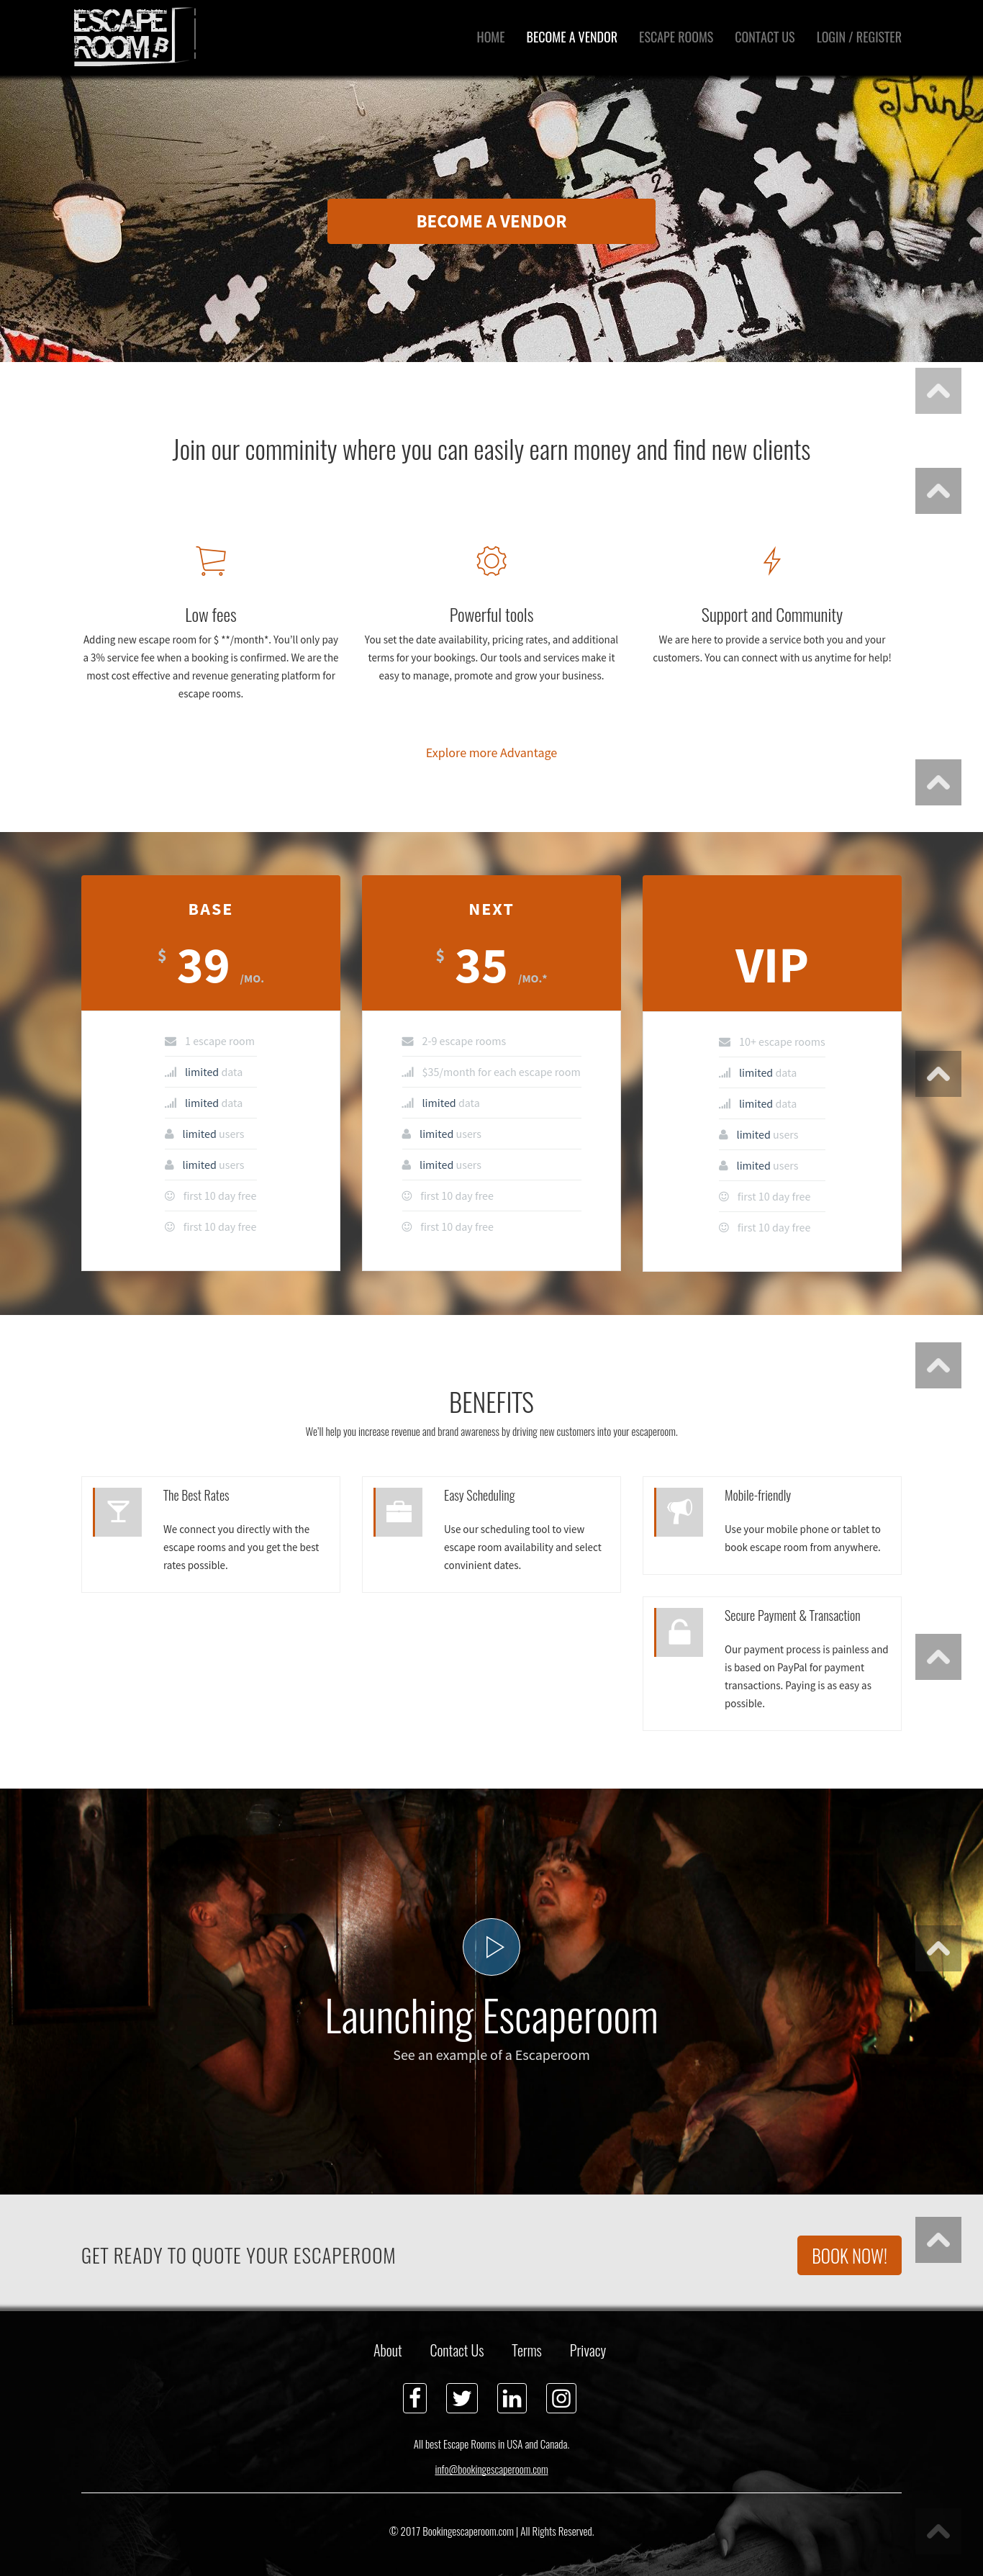 ESCAPE
ROOM.B
HOME BECOME A VENDOR ESCAPE ROOMS CONTACT US LOGIN / REGISTER
Think
2
BECOME A VENDOR
Join our comminity where you can easily earn money and find new clients
Low fees
Adding new escape room for $ **/month*. You'll only pay
a 3% service fee when a booking is confirmed. We are the
most cost effective and revenue generating platform for
escape rooms.
Powerful tools
You set the date availability, pricing rates, and additional
terms for your bookings. Our tools and services make it
easy to manage, promote and grow your business.
Support and Community
We are here to provide a service both you and your
customers. You can connect with us anytime for help!
Explore more Advantage
BASE
$ 39 /MO.
1 escape room
limited data
limited data
limited users
limited users
first 10 day free
first 10 day free
NEXT
$ 35 /MO.*
2-9 escape rooms
$35/month for each escape room
limited data
limited users
limited users
first 10 day free
first 10 day free
VIP
10+ escape rooms
limited data
limited data
limited users
limited users
first 10 day free
first 10 day free
BENEFITS
We'll help you increase revenue and brand awareness by driving new customers into your escaperoom.
The Best Rates
We connect you directly with the
escape rooms and you get the best
rates possible.
Easy Scheduling
Use our scheduling tool to view
escape room availability and select
convinient dates.
Mobile-friendly
Use your mobile phone or tablet to
book escape room from anywhere.
Secure Payment & Transaction
Our payment process is painless and
is based on PayPal for payment
transactions. Paying is as easy as
possible.
Launching Escaperoom
See an example of a Escaperoom
GET READY TO QUOTE YOUR ESCAPEROOM
BOOK NOW!
About Contact Us Terms Privacy
All best Escape Rooms in USA and Canada.
info@bookingescaperoom.com
© 2017 Bookingescaperoom.com | All Rights Reserved.